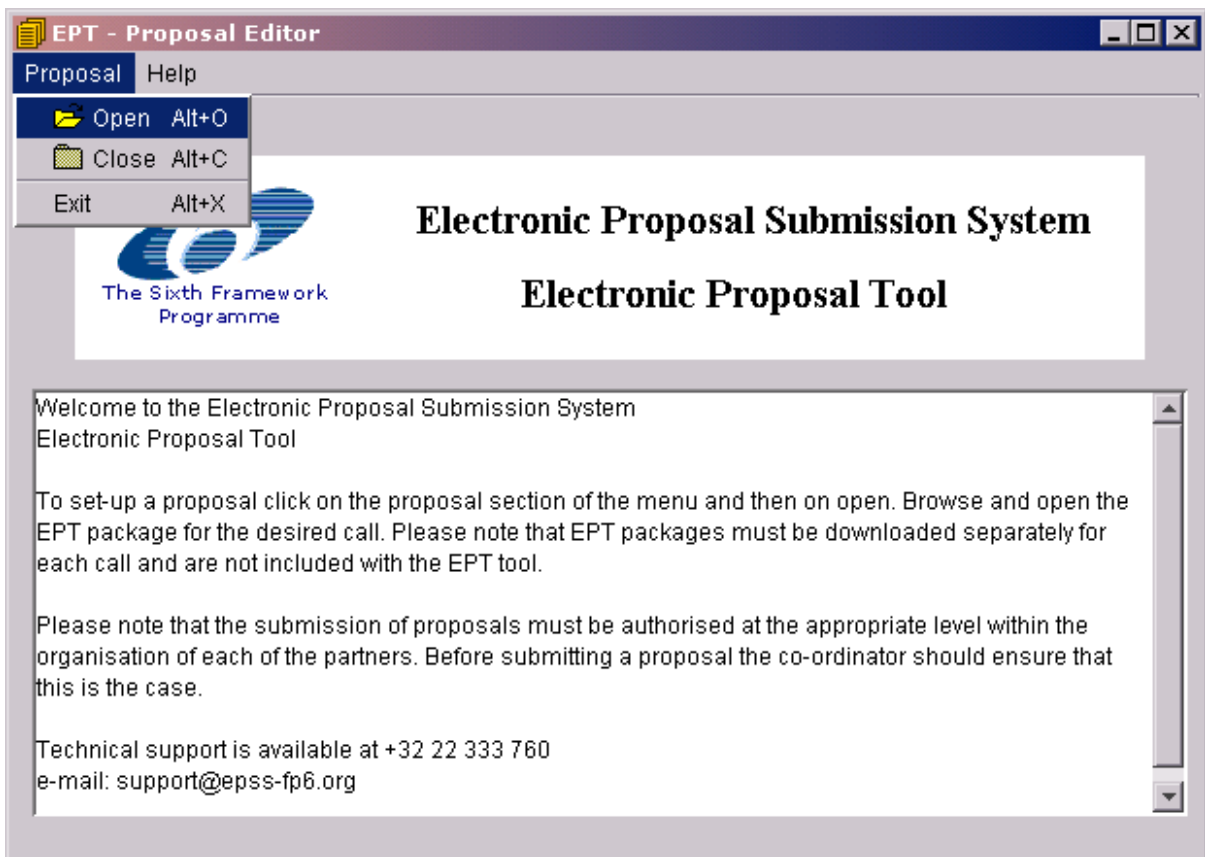 EPT - Proposal Editor
Proposal Help
Open Alt+O
Close Alt+C
Exit Alt+X
The Sixth Framework
Programme
Electronic Proposal Submission System
Electronic Proposal Tool
Welcome to the Electronic Proposal Submission System
Electronic Proposal Tool
To set-up a proposal click on the proposal section of the menu and then on open. Browse and open the
EPT package for the desired call. Please note that EPT packages must be downloaded separately for
each call and are not included with the EPT tool.
Please note that the submission of proposals must be authorised at the appropriate level within the
organisation of each of the partners. Before submitting a proposal the co-ordinator should ensure that
this is the case.
Technical support is available at +32 22 333 760
e-mail: support@epss-fp6.org